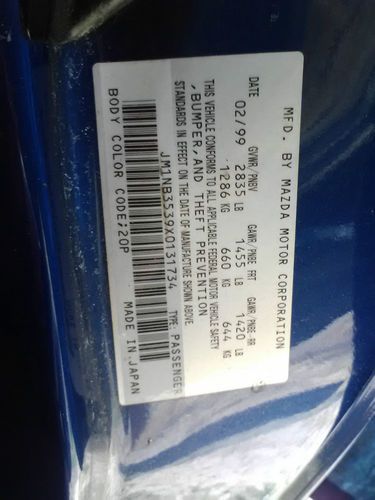 MFD. BY MAZDA MOTOR CORPORATION
DATE GVWR/PNBV GAWR/PNBE FRT GAWR/PNBE RR
02/99 2835 LB 1455 LB 1420 LB
1286 KG 660 KG 644 KG
THIS VEHICLE CONFORMS TO ALL APPLICABLE FEDERAL MOTOR VEHICLE SAFETY
,BUMPER,AND THEFT PREVENTION
STANDARDS IN EFFECT ON THE DATE OF MANUFACTURE SHOWN ABOVE.
JM1NB3539X0131734 TYPE: PASSENGER
BODY COLOR CODE;20P MADE IN JAPAN